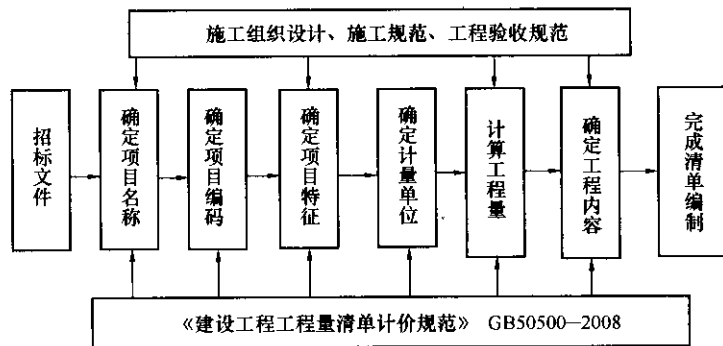 施工组织设计、施工规范、工程验收规范
招标文件
确定项目名称
确定项目编码
确定项目特征
确定计量单位
计算工程量
确定工程内容
完成清单编制
《建设工程工程量清单计价规范》 GB50500—2008